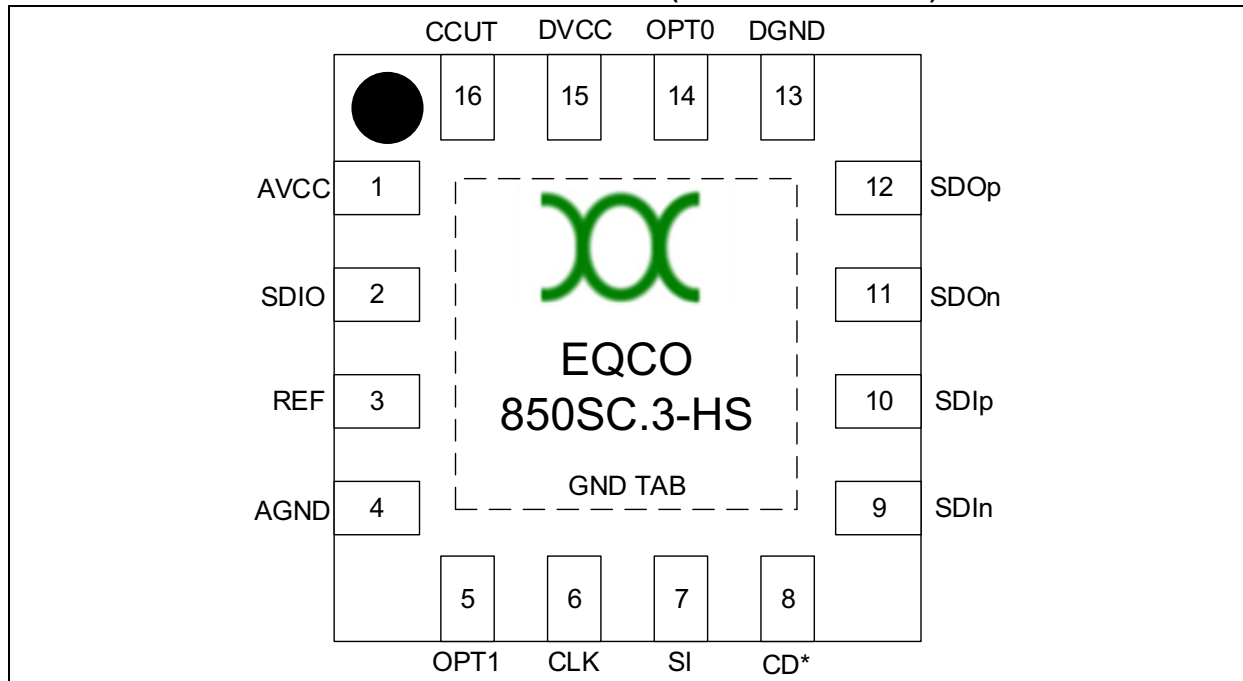 CCUT DVCC OPT0 DGND
16 15 14 13
AVCC 1 12 SDOp
SDIO 2 11 SDOn
EQCO
REF 3 10 SDIp
850SC.3-HS
GND TAB
AGND 4 9 SDIn
5 6 7 8
OPT1 CLK SI CD*